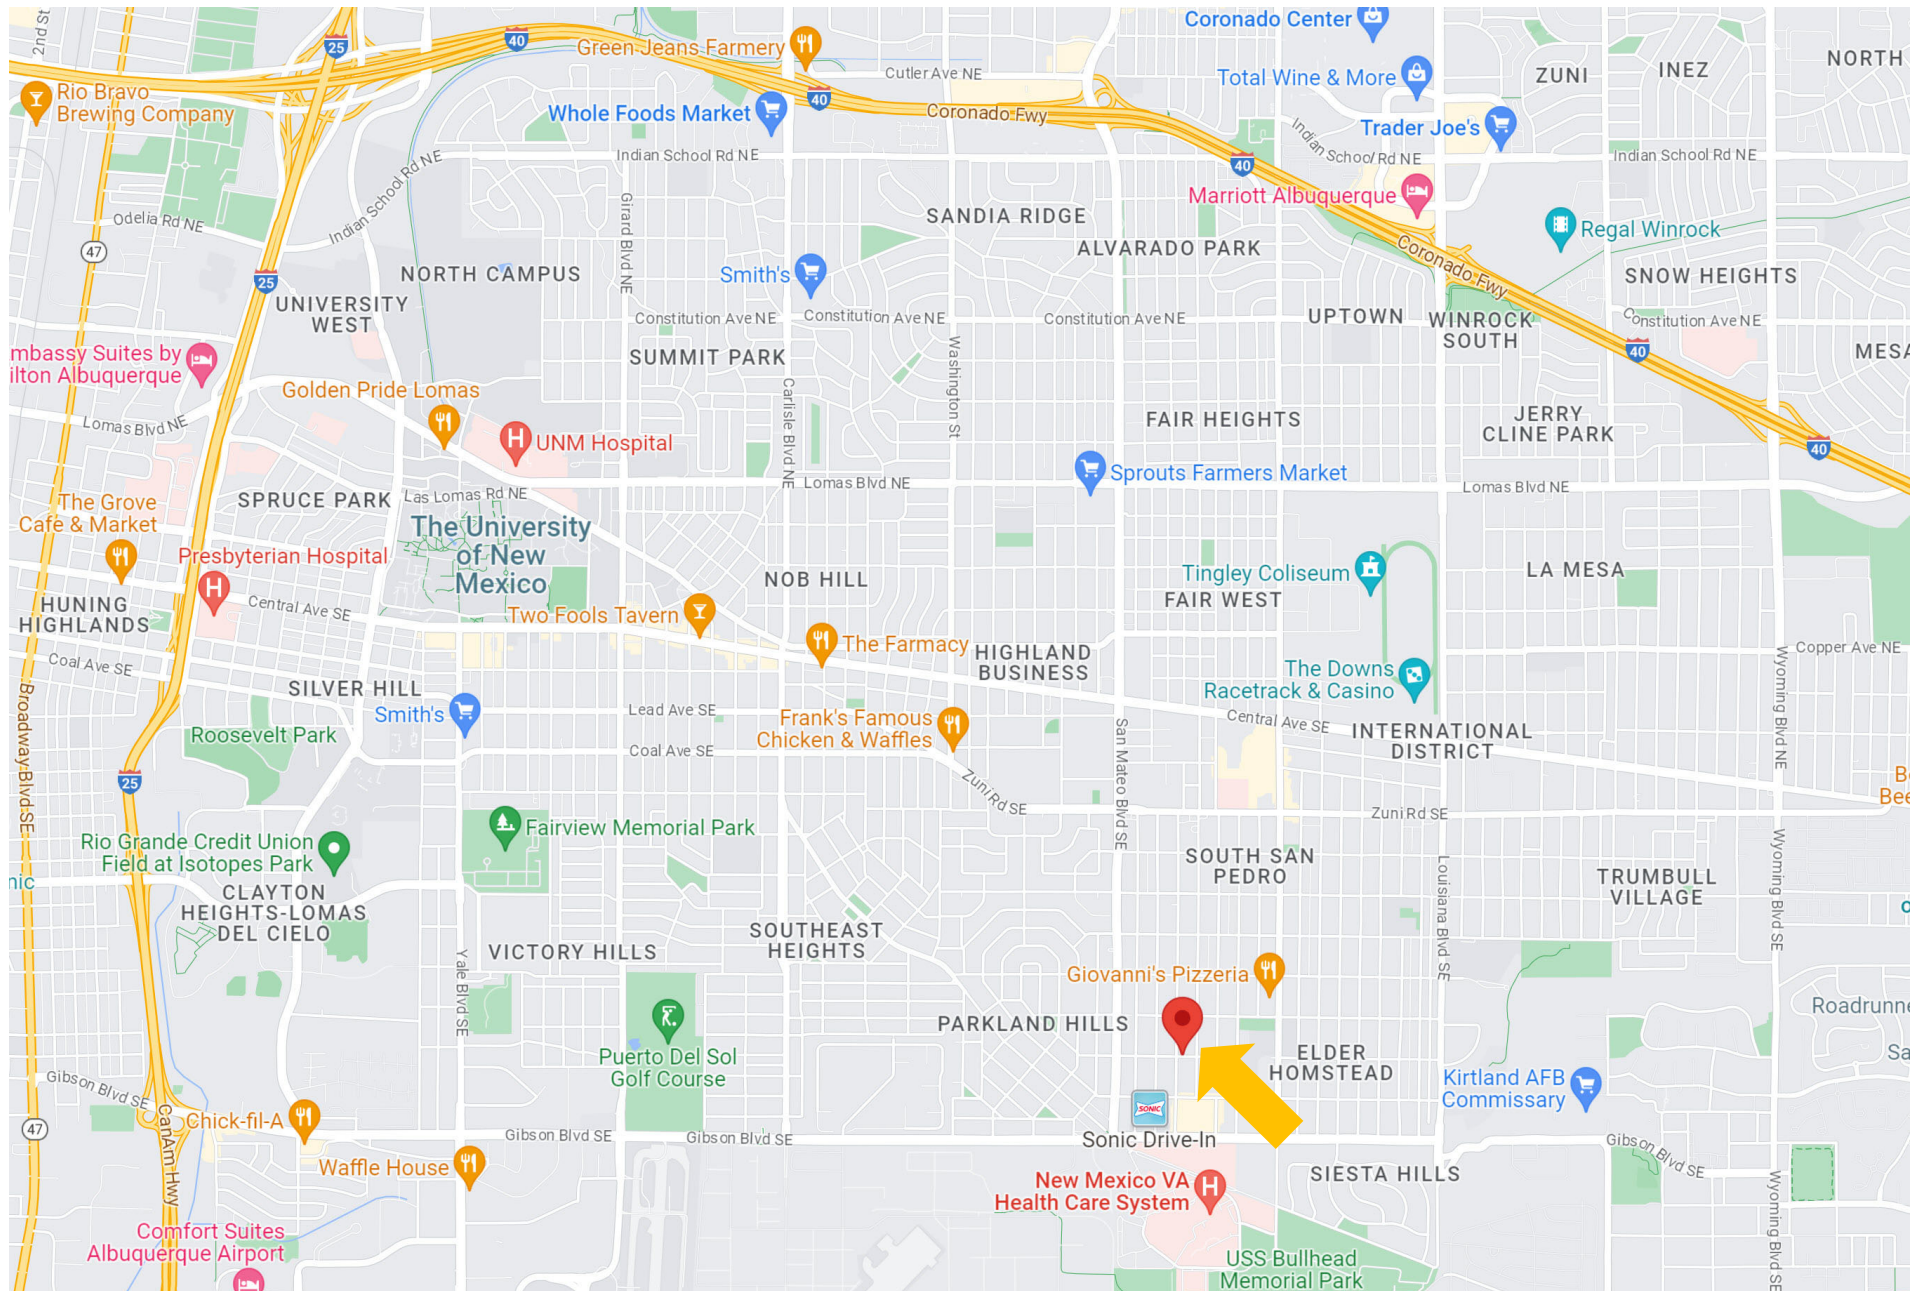 2nd St
25
40
Green Jeans Farmery
Cutler Ave NE
Coronado Center
Total Wine & More
ZUNI
INEZ
NORTH
Rio Bravo
Brewing Company
Whole Foods Market
40
Coronado Fwy
Trader Joe's
Indian School Rd NE
Indian School Rd NE
40
Indian School Rd NE
Indian School Rd NE
Marriott Albuquerque
Odelia Rd NE
47
Girard Blvd NE
SANDIA RIDGE
ALVARADO PARK
Coronado Fwy
Regal Winrock
25
NORTH CAMPUS
Smith's
SNOW HEIGHTS
UNIVERSITY
WEST
Constitution Ave NE
Constitution Ave NE
Constitution Ave NE
UPTOWN
WINROCK
SOUTH
Constitution Ave NE
40
MESA
mbassy Suites by
ilton Albuquerque
SUMMIT PARK
Washington St
Carlisle Blvd NE
Golden Pride Lomas
Lomas Blvd NE
UNM Hospital
FAIR HEIGHTS
JERRY
CLINE PARK
40
Sprouts Farmers Market
Lomas Blvd NE
Lomas Blvd NE
The Grove
Cafe & Market
SPRUCE PARK
Las Lomas Rd NE
The University
of New
Mexico
Presbyterian Hospital
NOB HILL
Tingley Coliseum
FAIR WEST
LA MESA
HUNING
HIGHLANDS
Central Ave SE
Two Fools Tavern
The Farmacy
HIGHLAND
BUSINESS
Copper Ave NE
Wyoming Blvd NE
Coal Ave SE
SILVER HILL
The Downs
Racetrack & Casino
Smith's
Lead Ave SE
Frank's Famous
Chicken & Waffles
Central Ave SE
INTERNATIONAL
DISTRICT
Broadway Blvd SE
Roosevelt Park
Coal Ave SE
San Mateo Blvd SE
25
Zuni Rd SE
Zuni Rd SE
Be
Bee
Fairview Memorial Park
Rio Grande Credit Union
Field at Isotopes Park
SOUTH SAN
PEDRO
Louisiana Blvd SE
TRUMBULL
VILLAGE
Wyoming Blvd SE
nic
CLAYTON
HEIGHTS-LOMAS
DEL CIELO
SOUTHEAST
HEIGHTS
VICTORY HILLS
Yale Blvd SE
Giovanni's Pizzeria
Roadrunne
PARKLAND HILLS
Puerto Del Sol
Golf Course
ELDER
HOMSTEAD
Sa
Kirtland AFB
Commissary
Gibson Blvd SE
CanAm Hwy
Chick-fil-A
SONIC
Sonic Drive-In
47
Gibson Blvd SE
Gibson Blvd SE
Gibson Blvd SE
Waffle House
New Mexico VA
Health Care System
SIESTA HILLS
Wyoming Blvd SE
Comfort Suites
Albuquerque Airport
USS Bullhead
Memorial Park